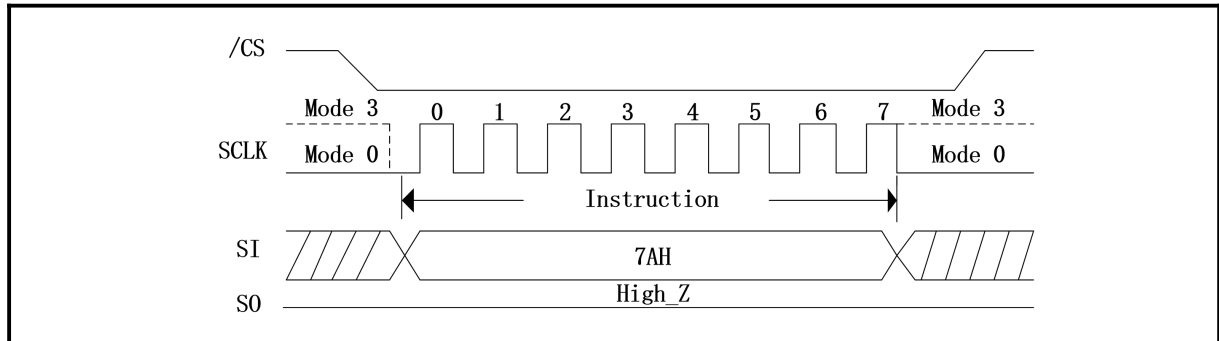 /CS
Mode 3 0 1 2 3 4 5 6 7 Mode 3
SCLK Mode 0 Mode 0
Instruction
SI 7AH
High_Z
SO